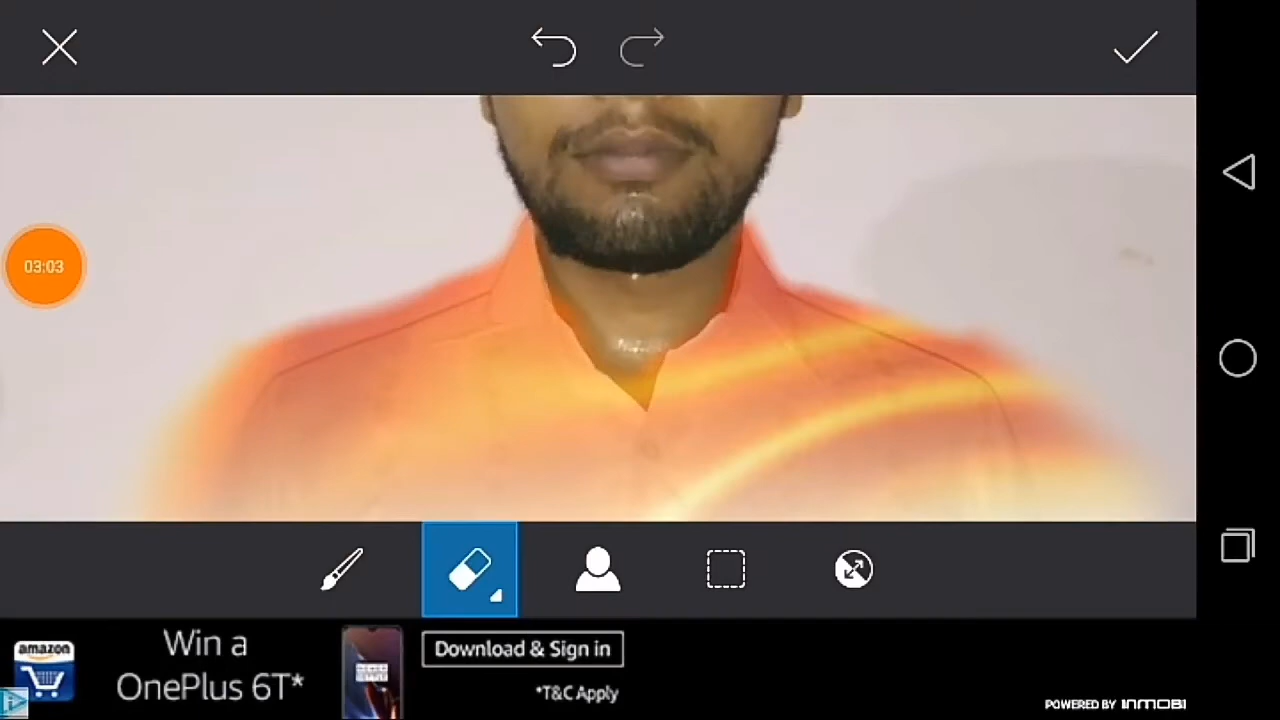 03:03
amazon
Win a
OnePlus 6T*
Download & Sign in
*T&C Apply
POWERED BY INMOBI